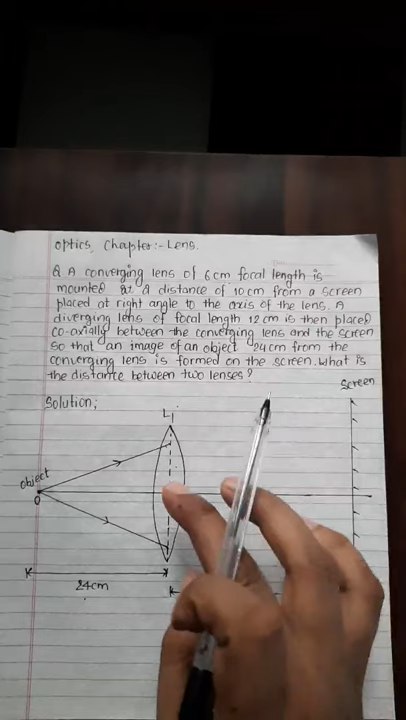 Optics, Chapter:- Lens.
Q A converging lens of 6cm focal length is
mounted at a distance of 10cm from a screen
placed at right angle to the axis of the lens. A
diverging lens of focal length 12cm is then placed
co-axially between the converging lens and the screen
so that an image of an object 24cm from the
converging lens is formed on the screen. What is
the distance between two lenses?
Screen
Solution;
L1
object
O
24cm